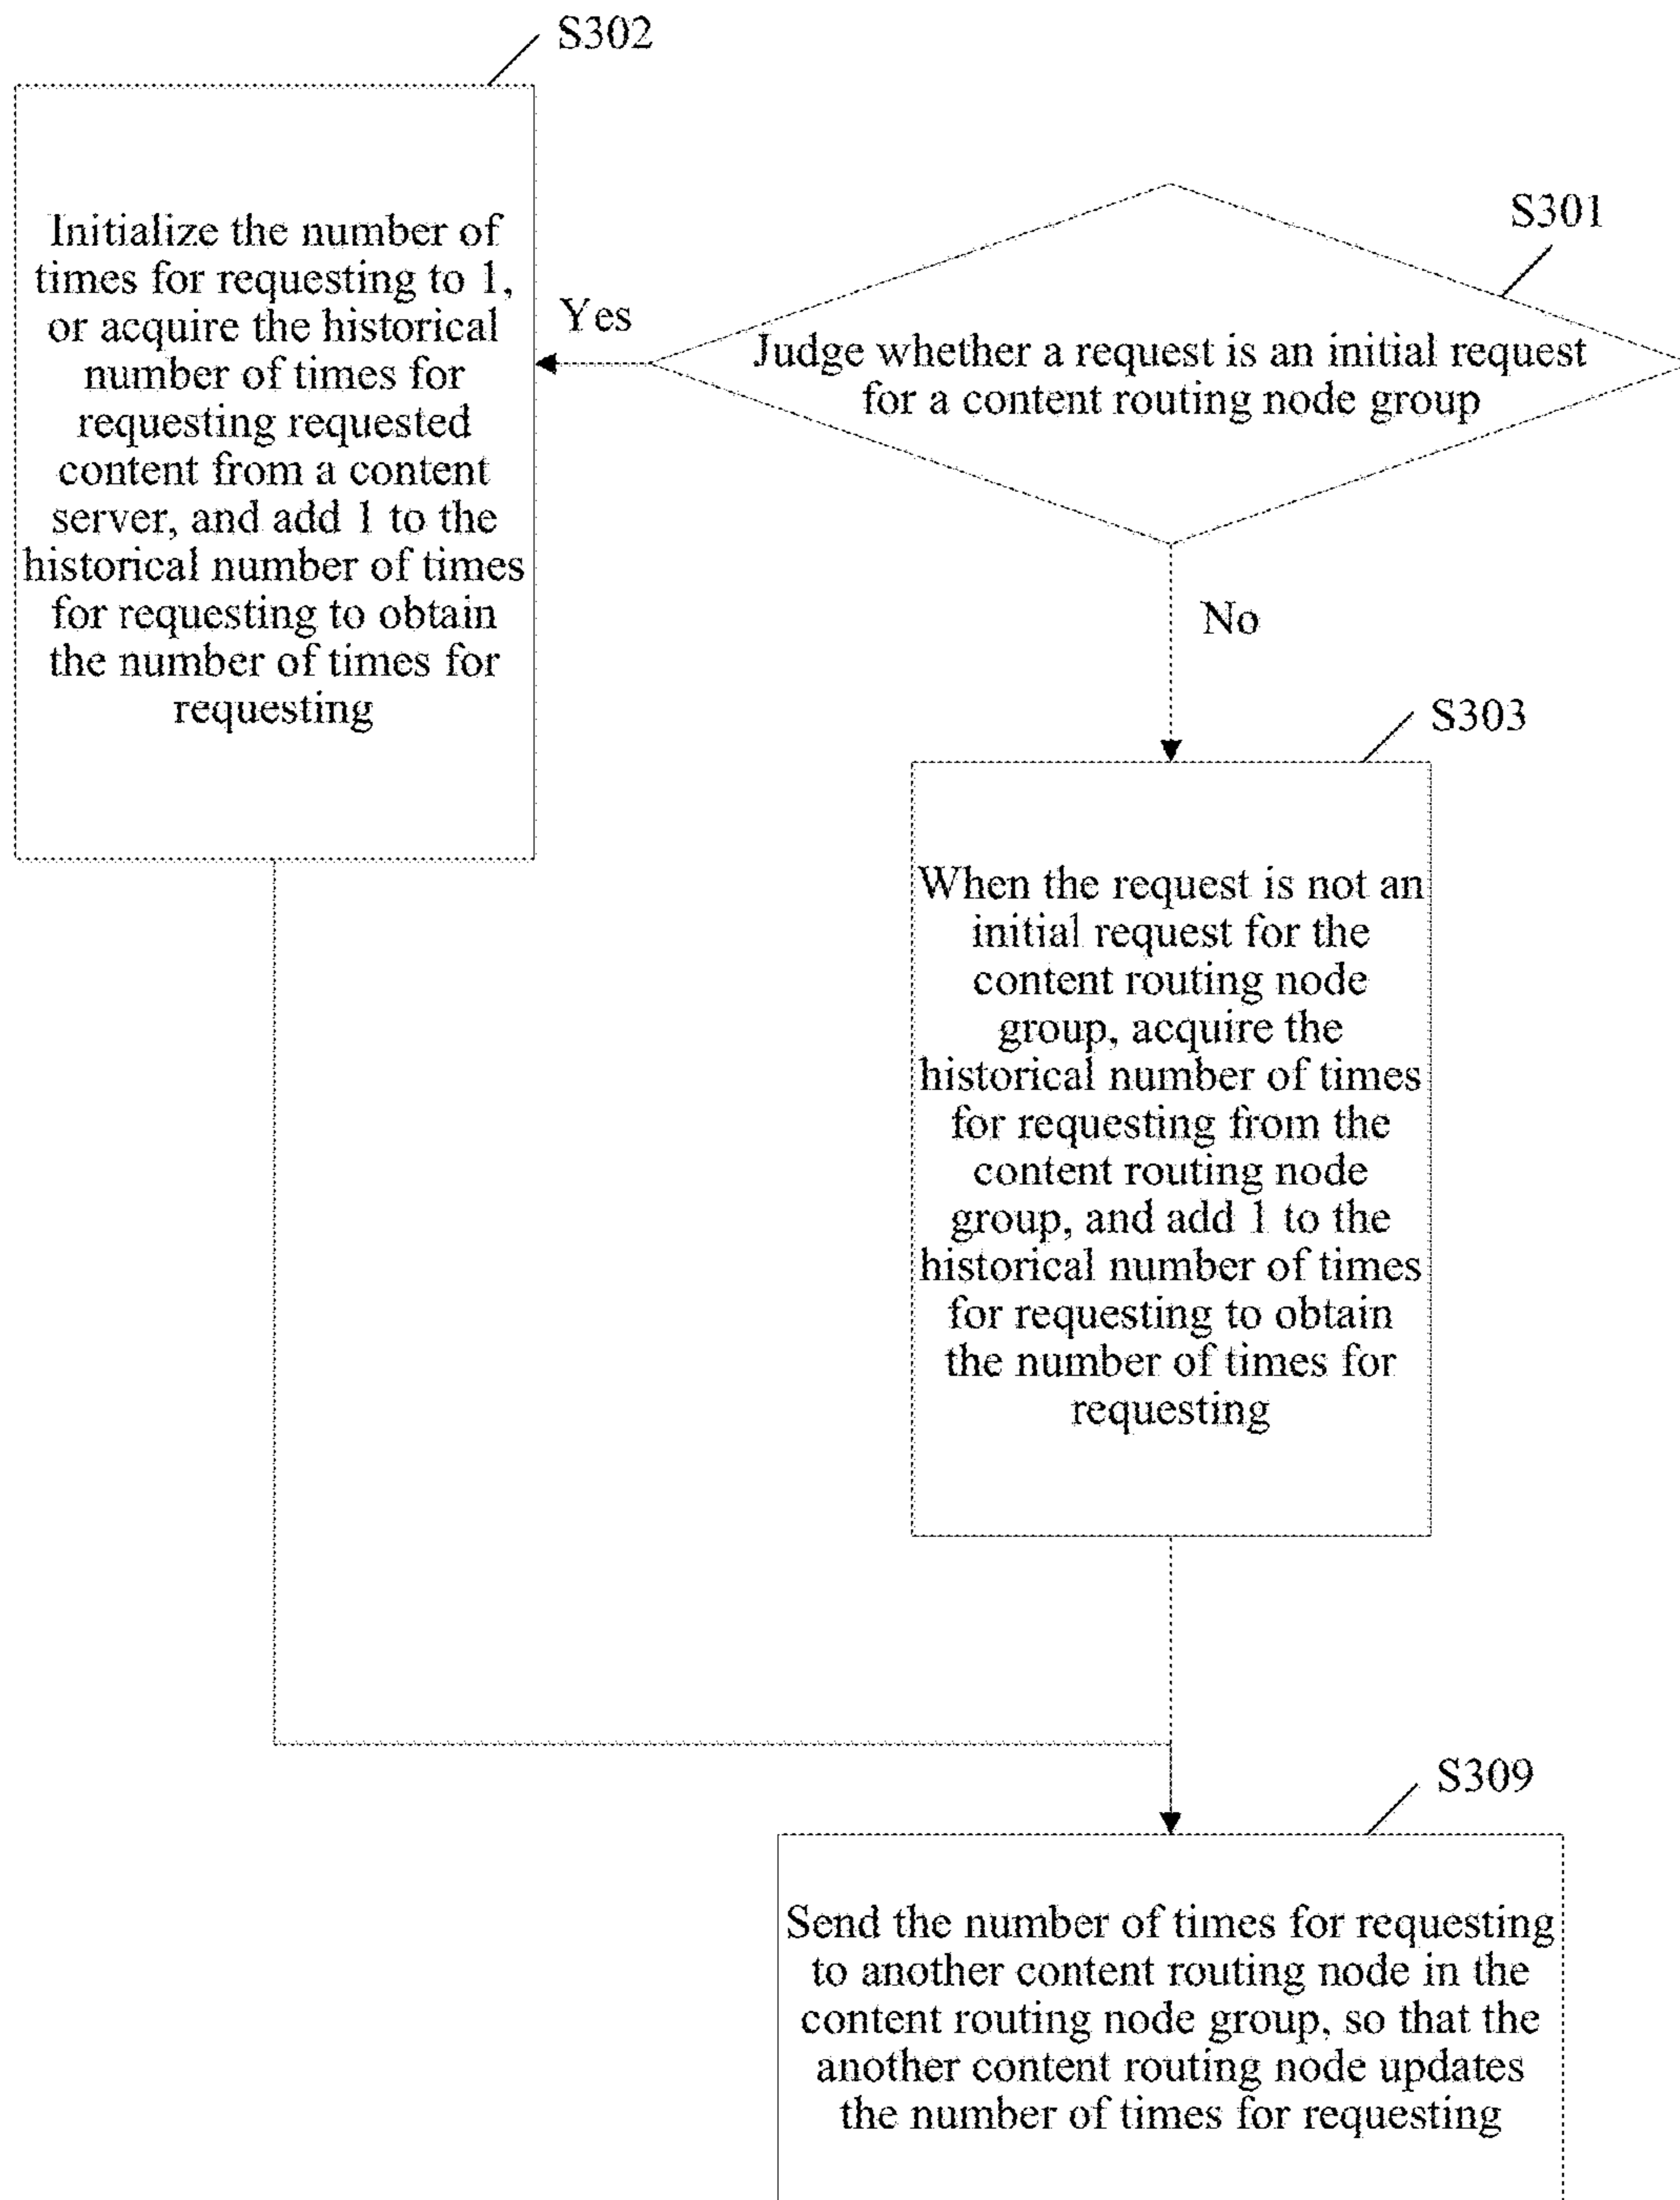 S302
Initialize the number of
times for requesting to 1,
or acquire the historical
number of times for
requesting requested
content from a content
server, and add 1 to the
historical number of times
for requesting to obtain
the number of times for
requesting
Yes
S301
Judge whether a request is an initial request
for a content routing node group
No
S303
When the request is not an
initial request for the
content routing node
group, acquire the
historical number of times
for requesting from the
content routing node
group, and add 1 to the
historical number of times
for requesting to obtain
the number of times for
requesting
S309
Send the number of times for requesting
to another content routing node in the
content routing node group, so that the
another content routing node updates
the number of times for requesting